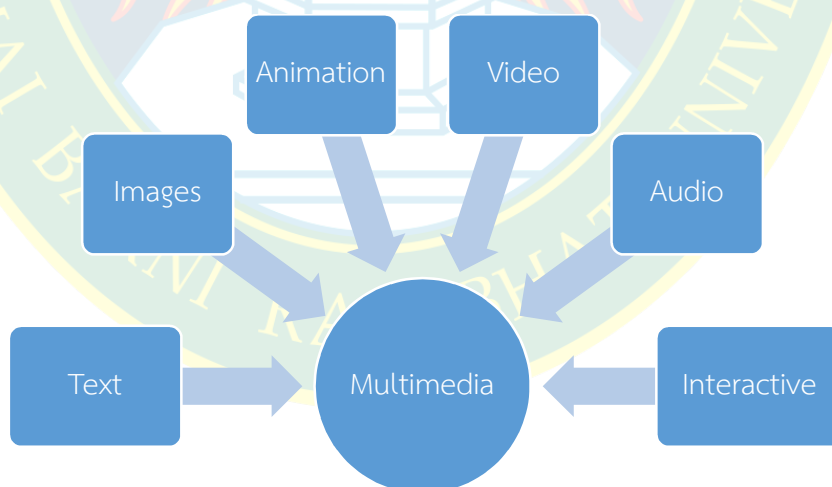 Animation
Video
Images
Audio
Text
Multimedia
Interactive